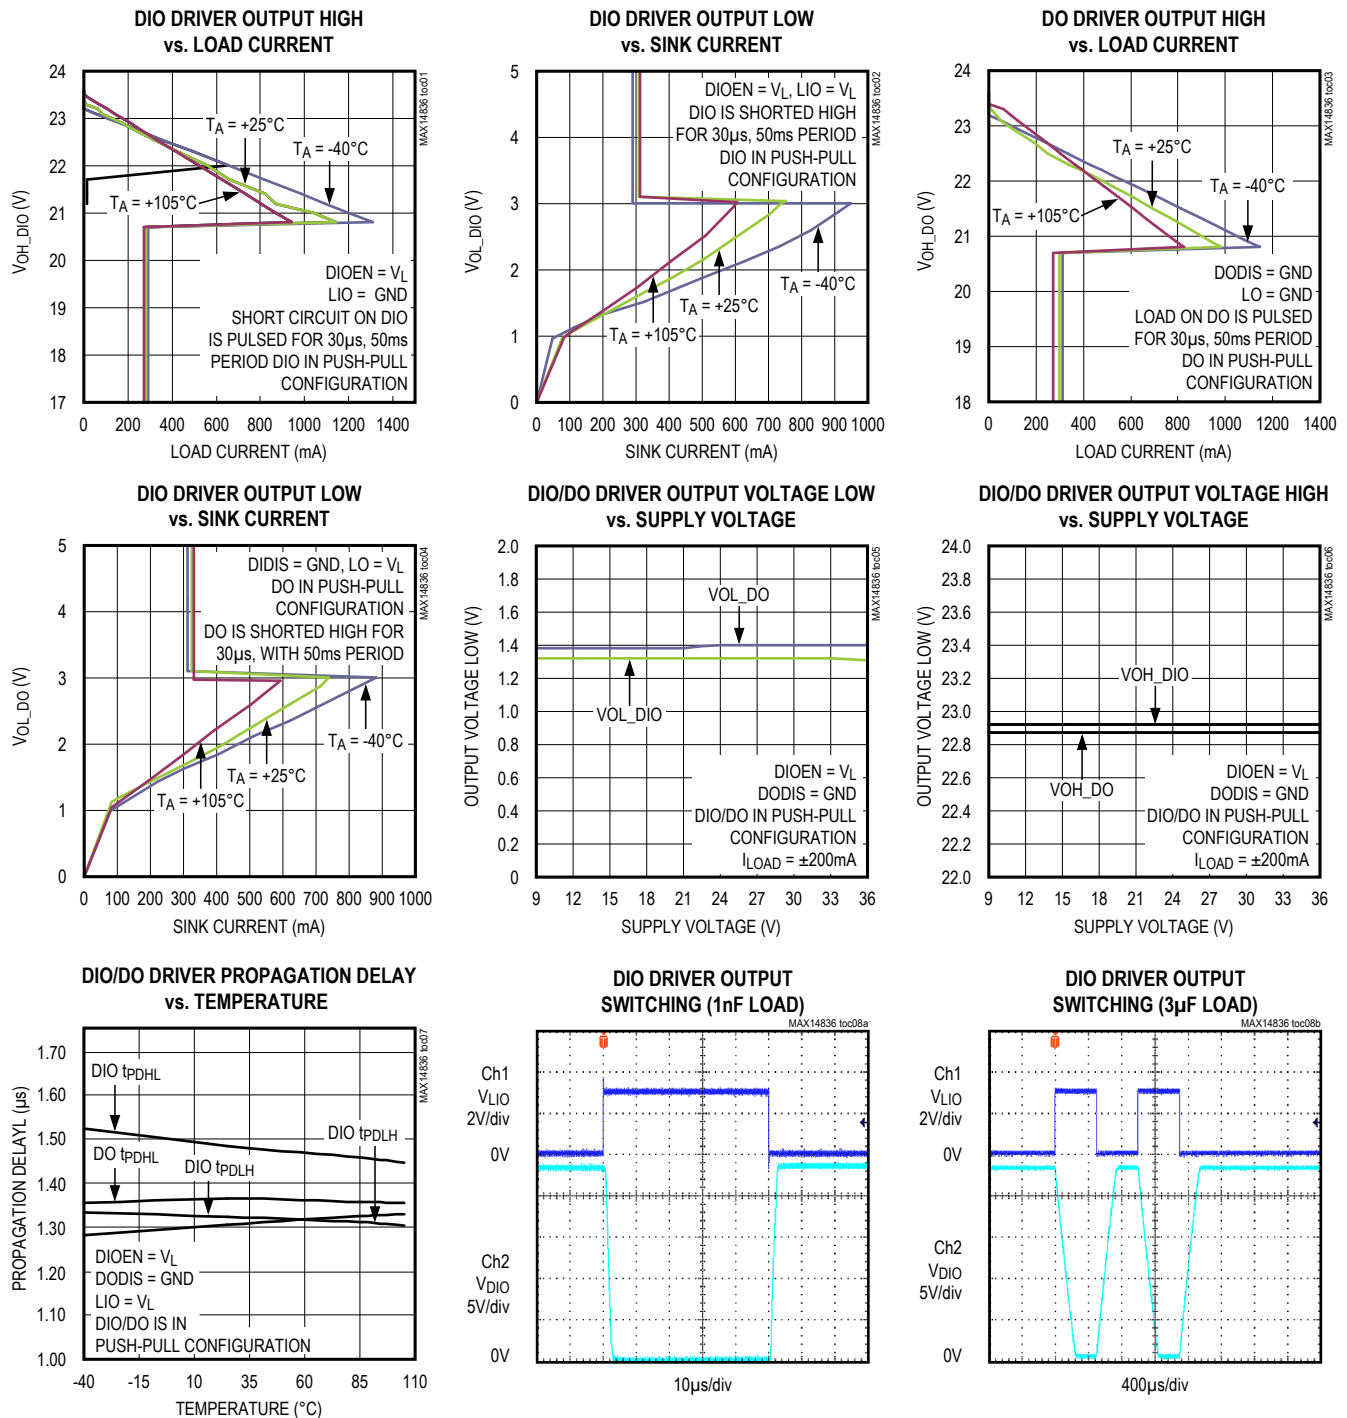 DIO DRIVER OUTPUT HIGH
vs. LOAD CURRENT
MAX14836 toc01
24
23
22
21
20
19
18
17
VOH_DIO (V)
TA = +25°C
TA = -40°C
TA = +105°C
DIOEN = VL
LIO = GND
SHORT CIRCUIT ON DIO
IS PULSED FOR 30µs, 50ms
PERIOD DIO IN PUSH-PULL
CONFIGURATION
0 200 400 600 800 1000 1200 1400
LOAD CURRENT (mA)
DIO DRIVER OUTPUT LOW
vs. SINK CURRENT
MAX14836 toc02
5
4
3
2
1
0
VOL_DIO (V)
DIOEN = VL, LIO = VL
DIO IS SHORTED HIGH
FOR 30µs, 50ms PERIOD
DIO IN PUSH-PULL
CONFIGURATION
TA = -40°C
TA = +25°C
TA = +105°C
0 100 200 300 400 500 600 700 800 900 1000
SINK CURRENT (mA)
DO DRIVER OUTPUT HIGH
vs. LOAD CURRENT
MAX14836 toc03
24
23
22
21
20
19
18
VOH_DO (V)
TA = +25°C
TA = -40°C
TA = +105°C
DODIS = GND
LO = GND
LOAD ON DO IS PULSED
FOR 30µs, 50ms PERIOD
DO IN PUSH-PULL
CONFIGURATION
0 200 400 600 800 1000 1200 1400
LOAD CURRENT (mA)
DIO DRIVER OUTPUT LOW
vs. SINK CURRENT
MAX14836 toc04
5
4
3
2
1
0
VOL_DO (V)
DIDIS = GND, LO = VL
DO IN PUSH-PULL
CONFIGURATION
DO IS SHORTED HIGH FOR
30µs, WITH 50ms PERIOD
TA = -40°C
TA = +25°C
TA = +105°C
0 100 200 300 400 500 600 700 800 900 1000
SINK CURRENT (mA)
DIO/DO DRIVER OUTPUT VOLTAGE LOW
vs. SUPPLY VOLTAGE
MAX14836 toc05
2.0
1.8
1.6
1.4
1.2
1.0
0.8
0.6
0.4
0.2
0
OUTPUT VOLTAGE LOW (V)
VOL_DO
VOL_DIO
DIOEN = VL
DODIS = GND
DIO/DO IN PUSH-PULL
CONFIGURATION
ILOAD = ±200mA
9 12 15 18 21 24 27 30 33 36
SUPPLY VOLTAGE (V)
DIO/DO DRIVER OUTPUT VOLTAGE HIGH
vs. SUPPLY VOLTAGE
MAX14836 toc06
24.0
23.8
23.6
23.4
23.2
23.0
22.8
22.6
22.4
22.2
22.0
OUTPUT VOLTAGE LOW (V)
VOH_DIO
VOH_DO
DIOEN = VL
DODIS = GND
DIO/DO IN PUSH-PULL
CONFIGURATION
ILOAD = ±200mA
9 12 15 18 21 24 27 30 33 36
SUPPLY VOLTAGE (V)
DIO/DO DRIVER PROPAGATION DELAY
vs. TEMPERATURE
MAX14836 toc07
1.70
1.60
1.50
1.40
1.30
1.20
1.10
1.00
PROPAGATION DELAYL (µs)
DIO tPDHL
DIO tPDLH
DO tPDHL
DIO tPDLH
DIOEN = VL
DODIS = GND
LIO = VL
DIO/DO IS IN
PUSH-PULL CONFIGURATION
-40 -15 10 35 60 85 110
TEMPERATURE (°C)
DIO DRIVER OUTPUT
SWITCHING (1nF LOAD)
MAX14836 toc08a
T
Ch1
VLIO
2V/div
0V
Ch2
VDIO
5V/div
0V
10µs/div
DIO DRIVER OUTPUT
SWITCHING (3µF LOAD)
MAX14836 toc08b
T
Ch1
VLIO
2V/div
0V
Ch2
VDIO
5V/div
0V
400µs/div